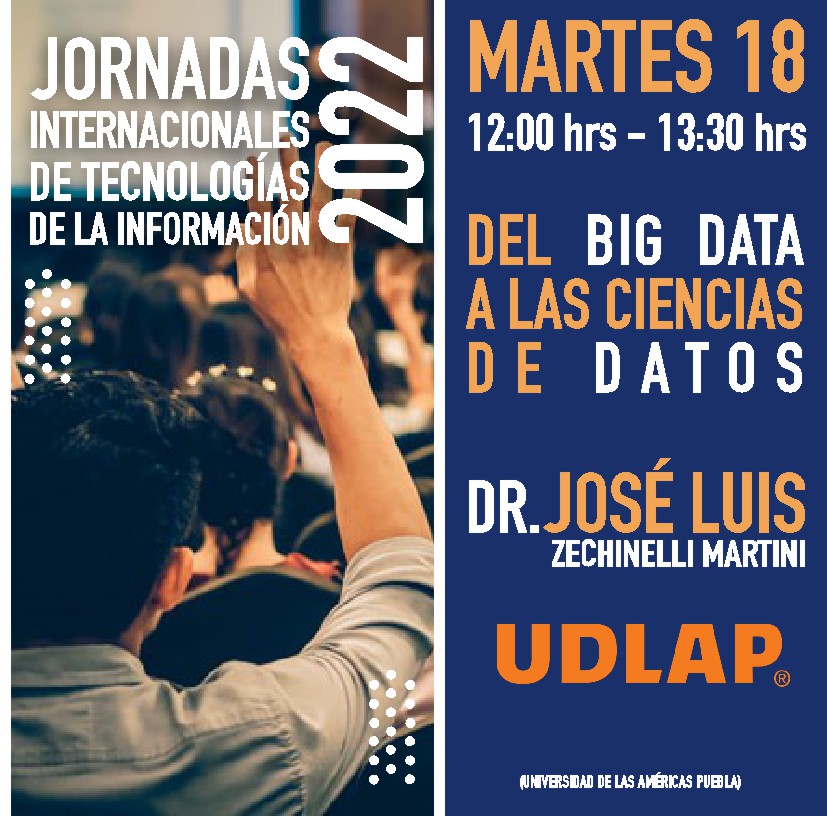 JORNADAS
INTERNACIONALES
DE TECNOLOGÍAS
DE LA INFORMACIÓN
2022
MARTES 18
12:00 hrs – 13:30 hrs
DEL BIG DATA
A LAS CIENCIAS
DE DATOS
DR. JOSÉ LUIS
ZECHINELLI MARTINI
UDLAP®
(UNIVERSIDAD DE LAS AMÉRICAS PUEBLA)